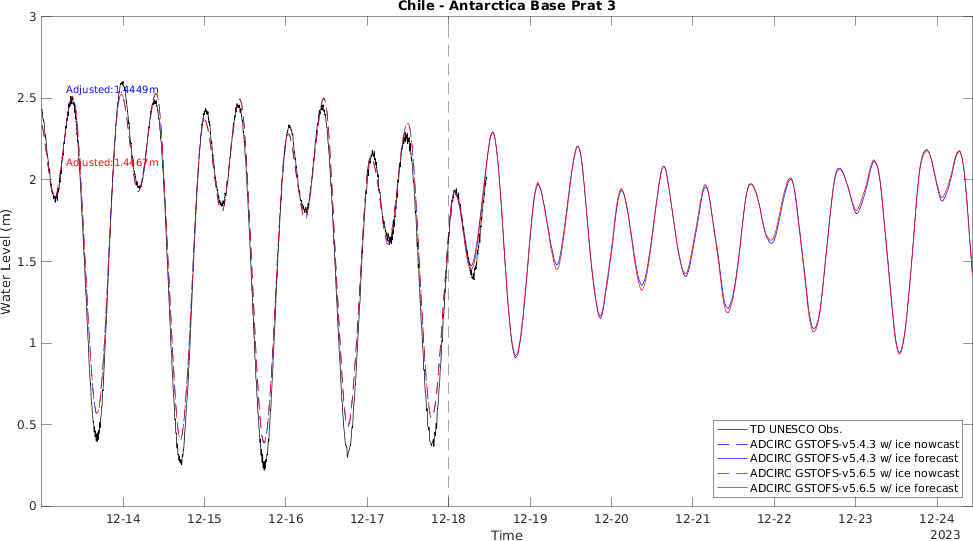 Chile - Antarctica Base Prat 3
3
2.5
2
1.5
1
0.5
0
Water Level (m)
Adjusted:1.4449m
Adjusted:1.4467m
TD UNESCO Obs.
ADCIRC GSTOFS-v5.4.3 w/ ice nowcast
ADCIRC GSTOFS-v5.4.3 w/ ice forecast
ADCIRC GSTOFS-v5.6.5 w/ ice nowcast
ADCIRC GSTOFS-v5.6.5 w/ ice forecast
12-14 12-15 12-16 12-17 12-18 12-19 12-20 12-21 12-22 12-23 12-24
Time
2023